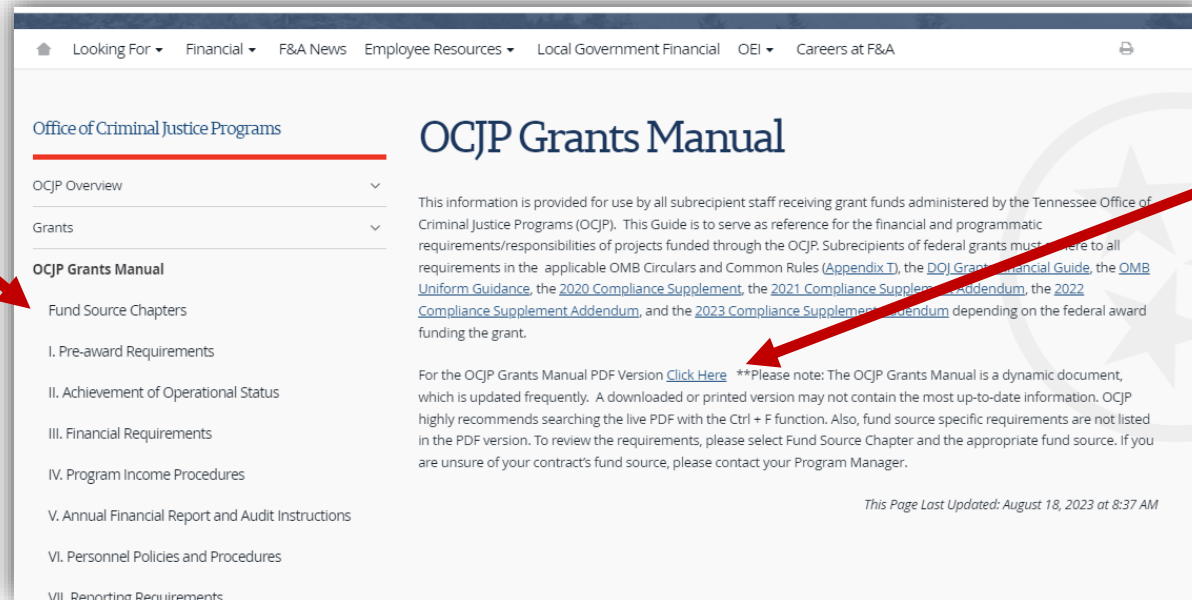 Looking For Financial F&A News Employee Resources Local Government Financial OEI Careers at F&A
Office of Criminal Justice Programs
OCJP Overview
Grants
OCJP Grants Manual
Fund Source Chapters
I. Pre-award Requirements
II. Achievement of Operational Status
III. Financial Requirements
IV. Program Income Procedures
V. Annual Financial Report and Audit Instructions
VI. Personnel Policies and Procedures
VII. Reporting Requirements
OCJP Grants Manual
This information is provided for use by all subrecipient staff receiving grant funds administered by the Tennessee Office of
Criminal Justice Programs (OCJP). This Guide is to serve as reference for the financial and programmatic
requirements/responsibilities of projects funded through the OCJP. Subrecipients of federal grants must adhere to all
requirements in the applicable OMB Circulars and Common Rules (Appendix T), the DOJ Grants Financial Guide, the OMB
Uniform Guidance, the 2020 Compliance Supplement, the 2021 Compliance Supplement Addendum, the 2022
Compliance Supplement Addendum, and the 2023 Compliance Supplement Addendum depending on the federal award
funding the grant.
For the OCJP Grants Manual PDF Version Click Here **Please note: The OCJP Grants Manual is a dynamic document,
which is updated frequently. A downloaded or printed version may not contain the most up-to-date information. OCJP
highly recommends searching the live PDF with the Ctrl + F function. Also, fund source specific requirements are not listed
in the PDF version. To review the requirements, please select Fund Source Chapter and the appropriate fund source. If you
are unsure of your contract's fund source, please contact your Program Manager.
This Page Last Updated: August 18, 2023 at 8:37 AM